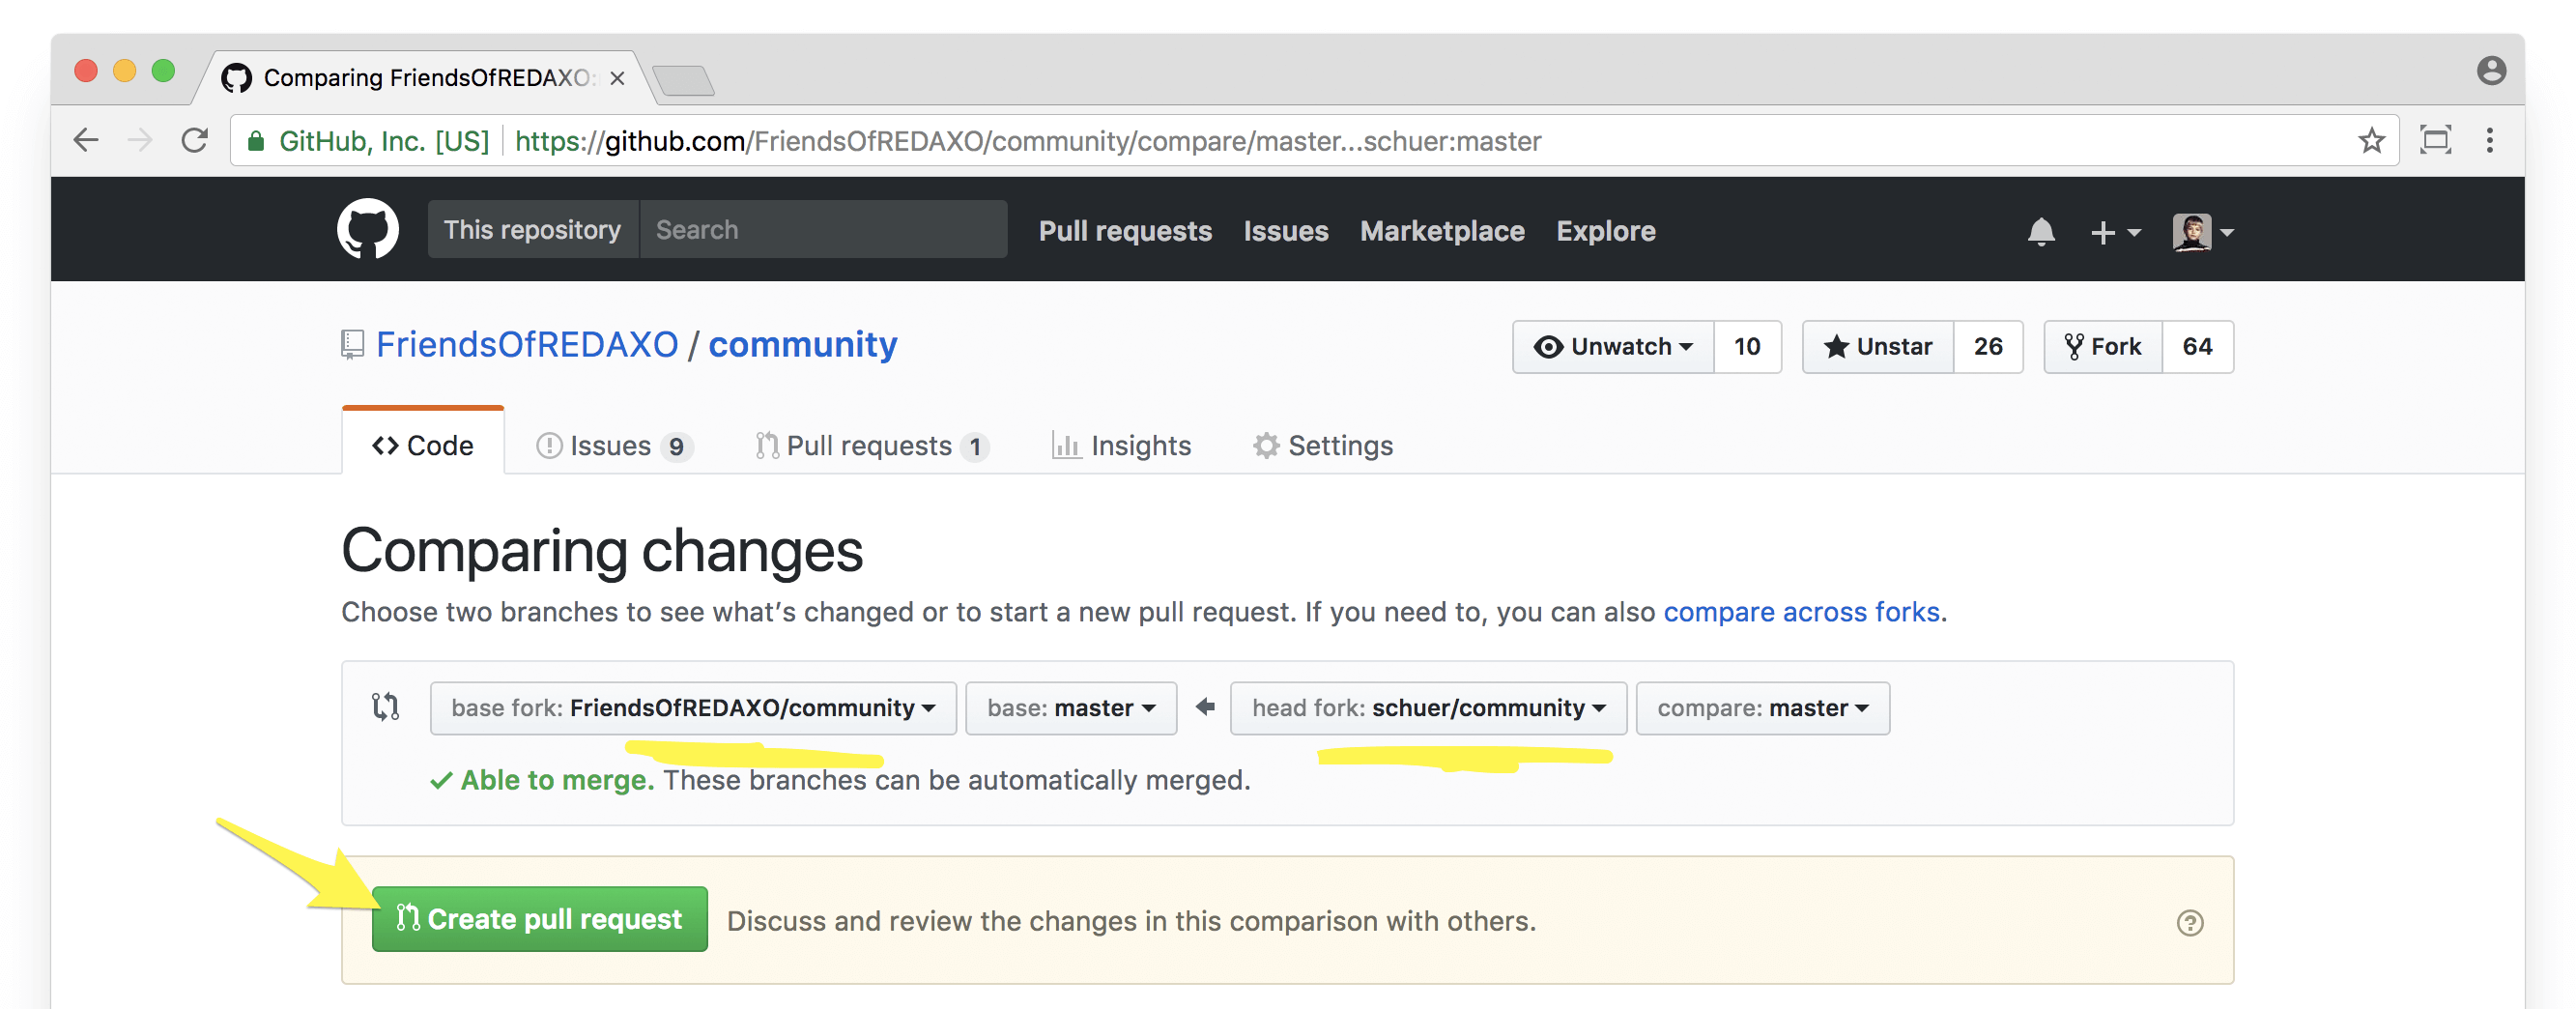 Comparing FriendsOfREDAXO:
GitHub, Inc. [US] https://github.com/FriendsOfREDAXO/community/compare/master...schuer:master
This repository Search Pull requests Issues Marketplace Explore
FriendsOfREDAXO / community Unwatch 10 Unstar 26 Fork 64
Code Issues 9 Pull requests 1 Insights Settings
Comparing changes
Choose two branches to see what’s changed or to start a new pull request. If you need to, you can also compare across forks.
base fork: FriendsOfREDAXO/community base: master head fork: schuer/community compare: master
Able to merge. These branches can be automatically merged.
Create pull request Discuss and review the changes in this comparison with others.